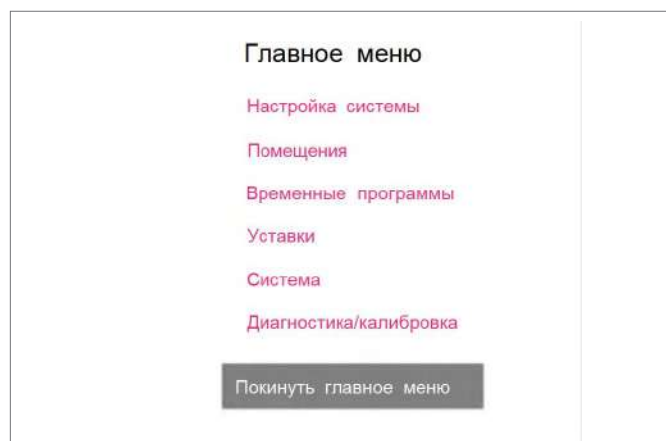 Главное меню
Настройка системы
Помещения
Временные программы
Уставки
Система
Диагностика/калибровка
Покинуть главное меню